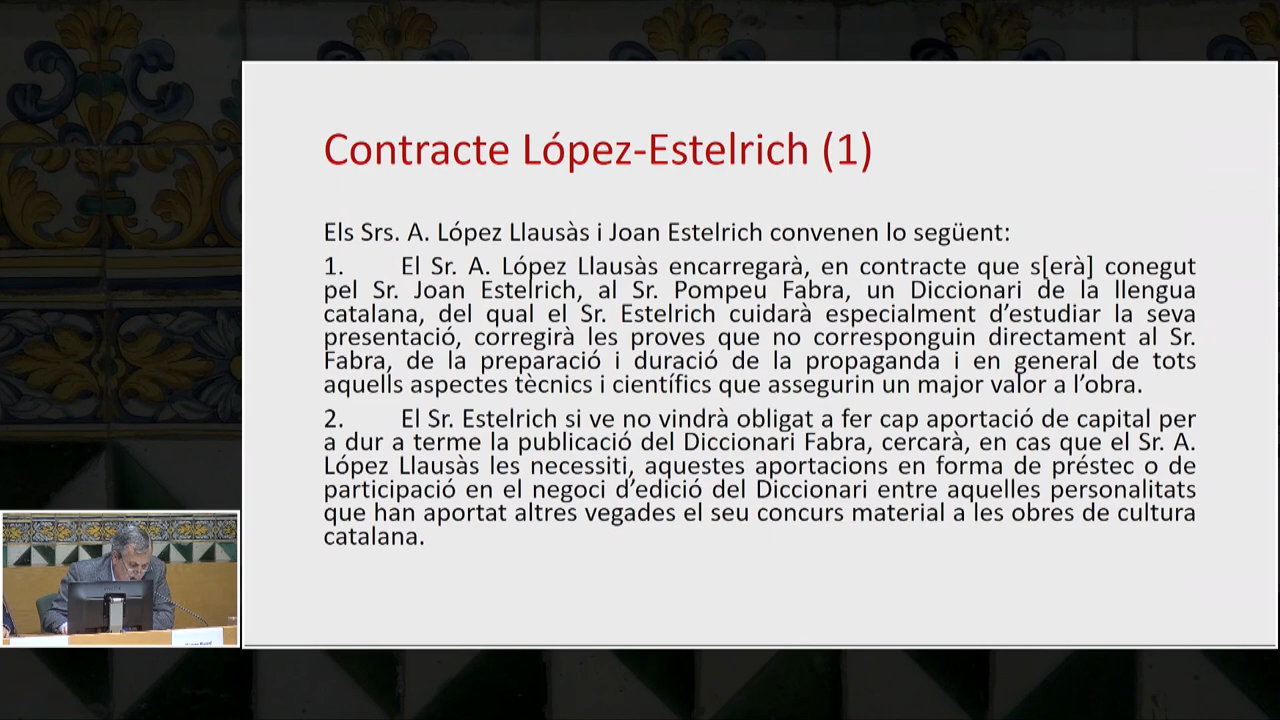 Contracte López-Estelrich (1)
Els Srs. A. López Llausàs i Joan Estelrich convenen lo següent:
1. El Sr. A. López Llausàs encarregarà, en contracte que s[erà] conegut
pel Sr. Joan Estelrich, al Sr. Pompeu Fabra, un Diccionari de la llengua
catalana, del qual el Sr. Estelrich cuidarà especialment d’estudiar la seva
presentació, corregirà les proves que no corresponguin directament al Sr.
Fabra, de la preparació i duració de la propaganda i en general de tots
aquells aspectes tècnics i científics que assegurin un major valor a l’obra.
2. El Sr. Estelrich si ve no vindrà obligat a fer cap aportació de capital per
a dur a terme la publicació del Diccionari Fabra, cercarà, en cas que el Sr. A.
López Llausàs les necessiti, aquestes aportacions en forma de préstec o de
participació en el negoci d’edició del Diccionari entre aquelles personalitats
que han aportat altres vegades el seu concurs material a les obres de cultura
catalana.